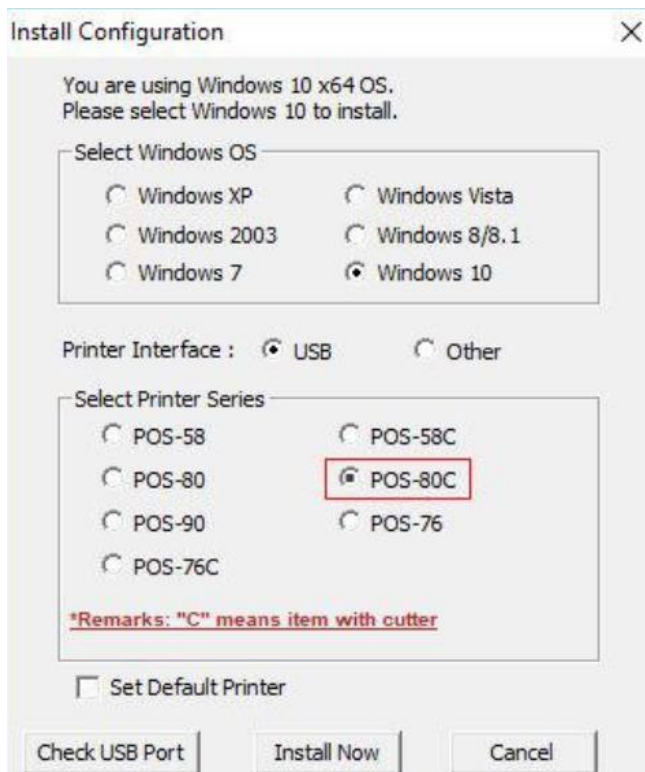 Install Configuration
You are using Windows 10 x64 OS.
Please select Windows 10 to install.
Select Windows OS
Windows XP
Windows Vista
Windows 2003
Windows 8/8.1
Windows 7
Windows 10
Printer Interface : USB Other
Select Printer Series
POS-58
POS-58C
POS-80
POS-80C
POS-90
POS-76
POS-76C
*Remarks: "C" means item with cutter
Set Default Printer
Check USB Port
Install Now
Cancel